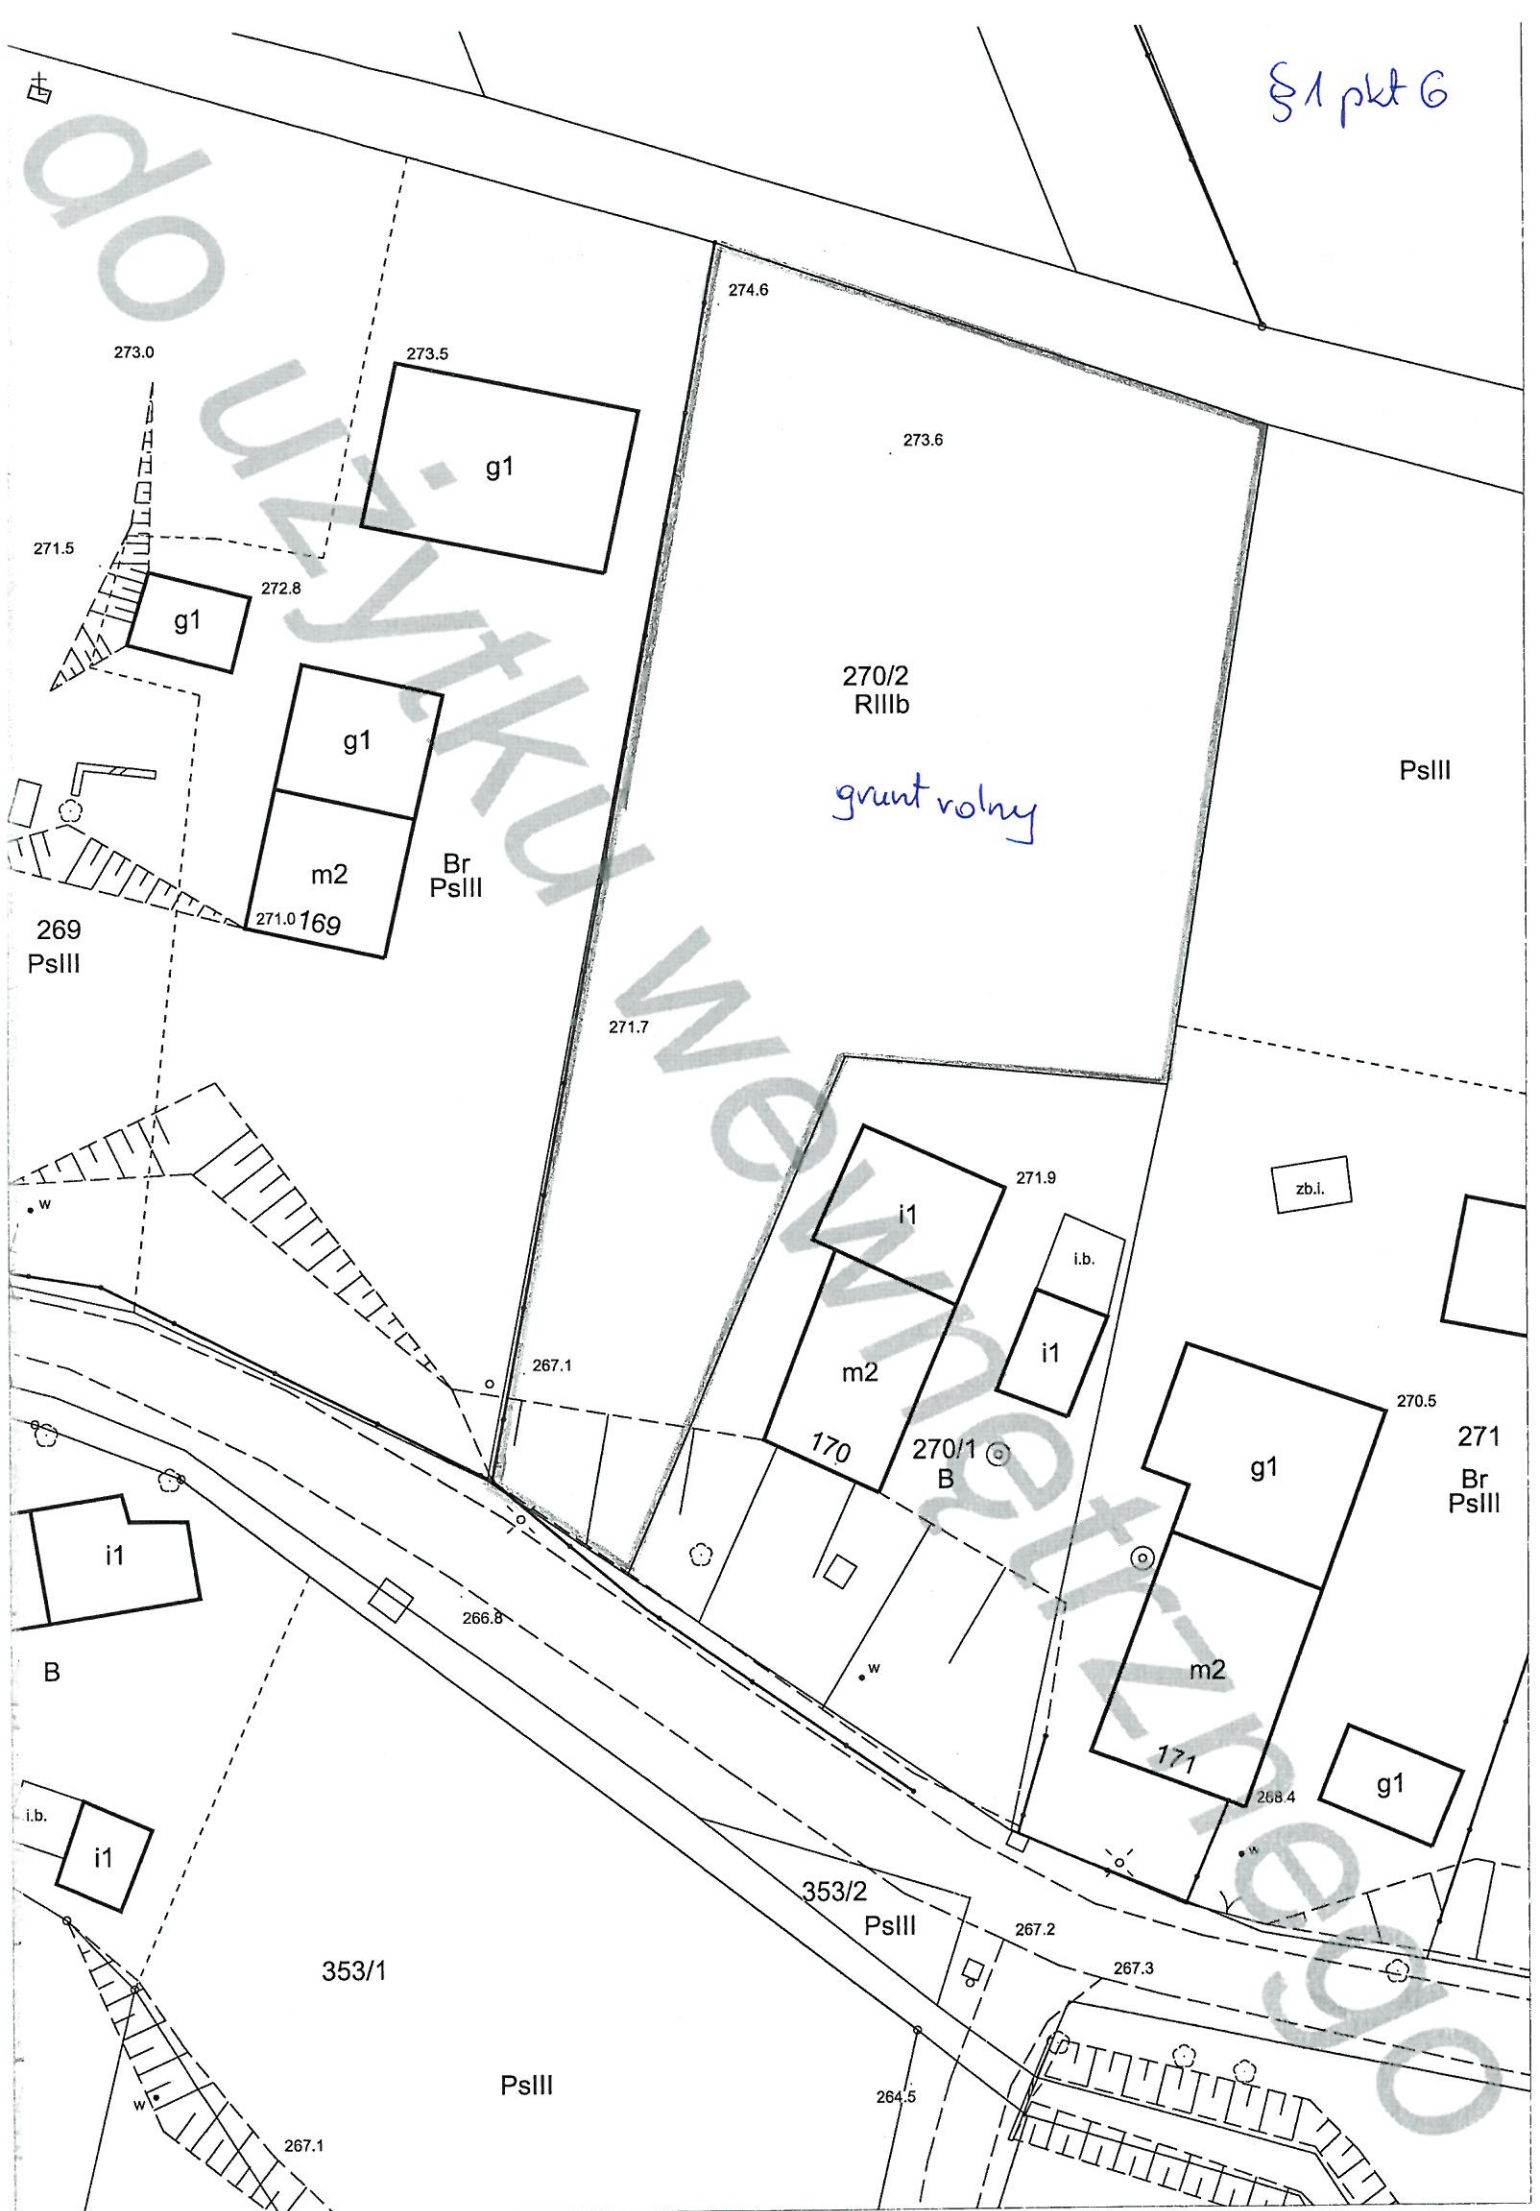 §1 pkt 6
do użytku wewnętrznego
274.6
273.0
273.5
273.6
g1
271.5
272.8
g1
270/2
RIIIb
g1
PsIII
grunt rolny
Br
PsIII
m2
271.0 169
269
PsIII
271.7
271.9
zb.i.
w
i1
i.b.
267.1
i1
m2
270.5
170
270/1
B
271
Br
PsIII
g1
i1
266.8
B
w
m2
171
g1
268.4
i.b.
i1
w
353/2
PsIII
267.2
353/1
267.3
PsIII
264.5
w
267.1